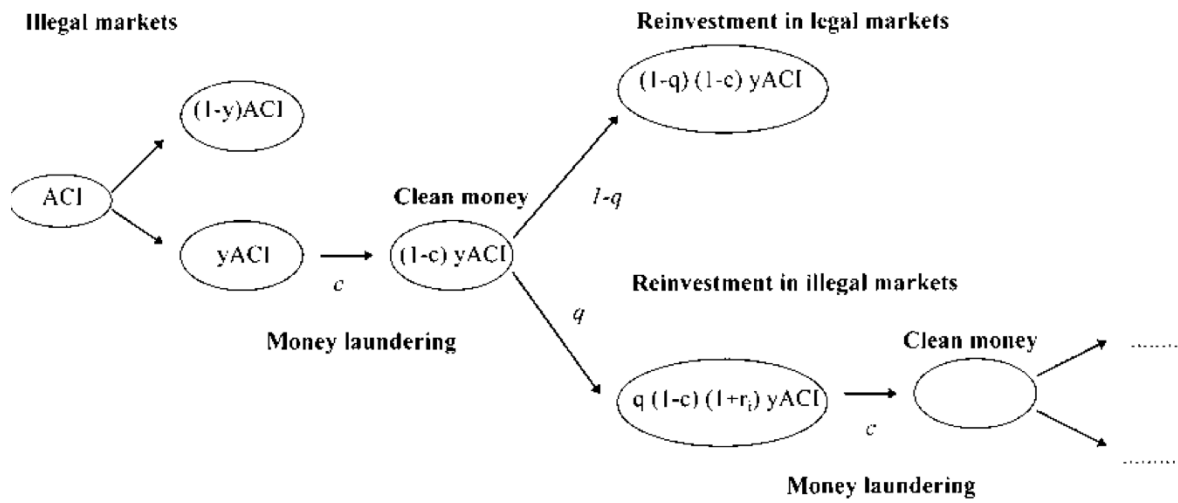 Illegal markets
Reinvestment in legal markets
(1-y)ACI
(1-q) (1-c) yACI
ACI
Clean money
1-q
yACI
c
(1-c) yACI
Reinvestment in illegal markets
q
Money laundering
Clean money
..........
q (1-c) (1+rᵢ) yACI
c
..........
Money laundering